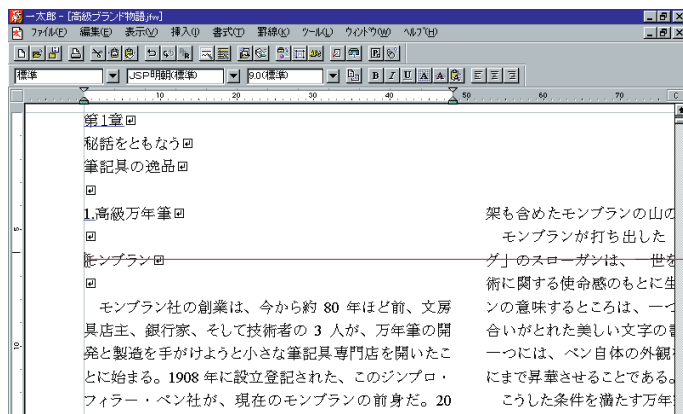 一太郎 - [高級ブランド物語.jfw]
ファイル(F) 編集(E) 表示(V) 挿入(I) 書式(T) 罫線(K) ツール(L) ウィンドウ(W) ヘルプ(H)
標準 JSP明朝(標準) 9.0(標準) B I U A A
10 20 30 40 50 60 70
第1章
秘話をともなう
筆記具の逸品
1.高級万年筆
モンブラン
モンブラン社の創業は、今から約 80 年ほど前、文房
具店主、銀行家、そして技術者の 3 人が、万年筆の開
発と製造を手がけようと小さな筆記具専門店を開いたこ
とに始まる。1908 年に設立登記された、このジンプロ・
フィラー・ペン社が、現在のモンブランの前身だ。20
架も含めたモンブランの山の
モンブランが打ち出した
グ」のスローガンは、一世を
術に関する使命感のもとに生
ンの意味するところは、一つ
合いがとれた美しい文字の
一つには、ペン自体の外観
にまで昇華させることである。
こうした条件を満たす万年